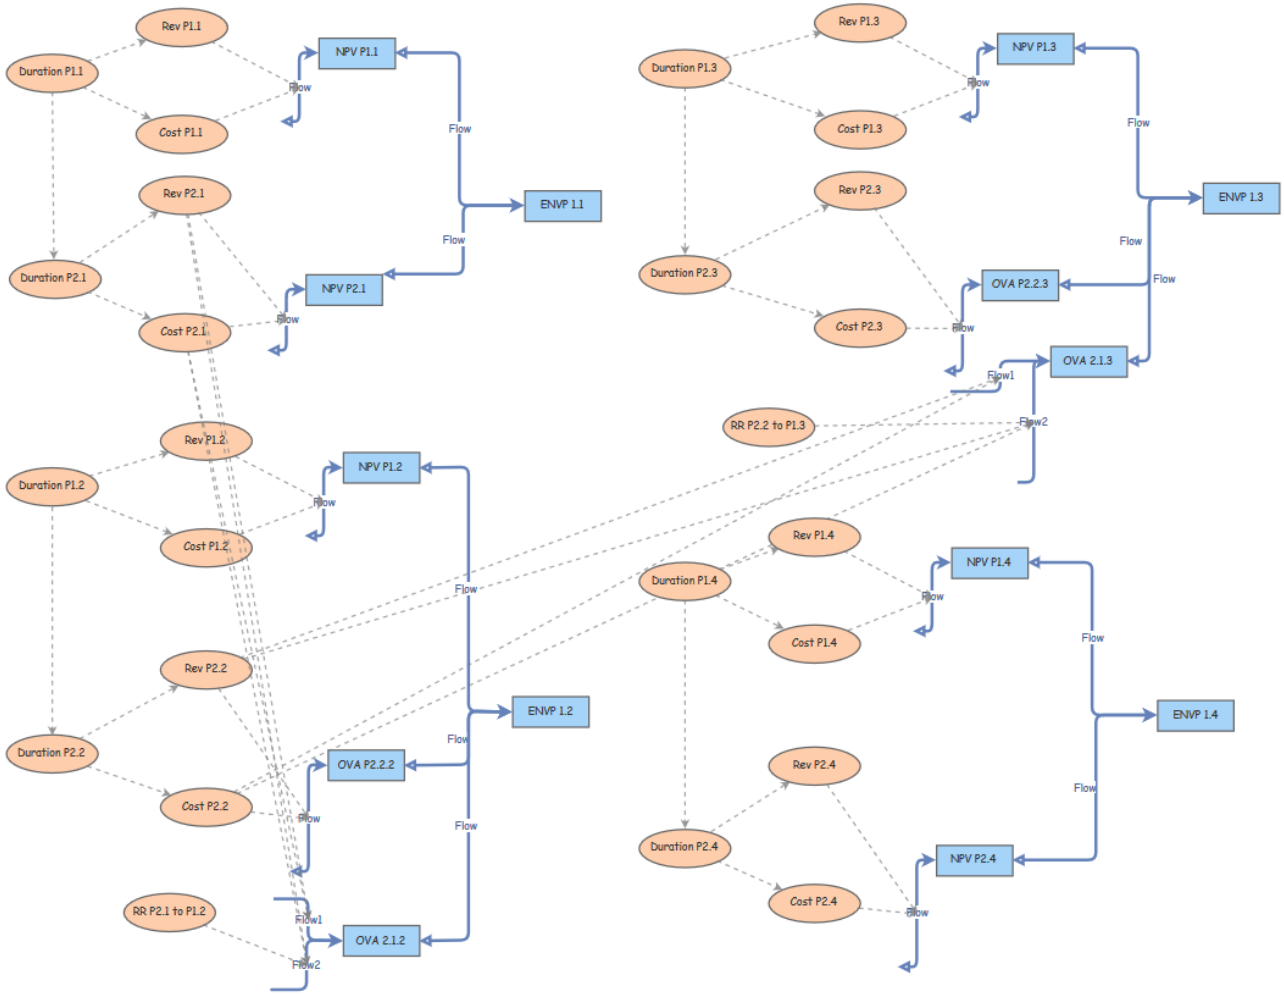 Rev P1.1
NPV P1.1
Duration P1.1
Flow
Cost P1.1
Flow
Rev P2.1
ENVP 1.1
Flow
Duration P2.1
NPV P2.1
Flow
Cost P2.1
Rev P1.2
NPV P1.2
Duration P1.2
Flow
Cost P1.2
Flow
Rev P2.2
ENVP 1.2
Flow
Duration P2.2
OVA P2.2.2
Cost P2.2
Flow
Flow
RR P2.1 to P1.2
Flow1
OVA 2.1.2
Flow2
Rev P1.3
NPV P1.3
Duration P1.3
Flow
Cost P1.3
Flow
Rev P2.3
ENVP 1.3
Flow
Duration P2.3
Flow
OVA P2.2.3
Cost P2.3
Flow
OVA 2.1.3
Flow1
RR P2.2 to P1.3
Flow2
Rev P1.4
NPV P1.4
Duration P1.4
Flow
Cost P1.4
Flow
ENVP 1.4
Rev P2.4
Flow
Duration P2.4
NPV P2.4
Cost P2.4
Flow